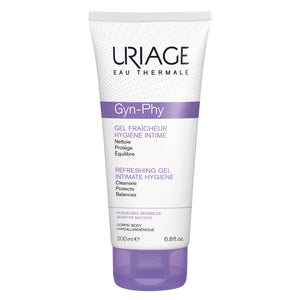 URIAGE
EAU THERMALE
Gyn-Phy
GEL FRAÎCHEUR
HYGIÈNE INTIME
Nettoie
Protège
Équilibre
REFRESHING GEL
INTIMATE HYGIENE
Cleanses
Protects
Balances
MUQUEUSES SENSIBLES
SENSITIVE MUCOUS
CORPS/BODY
HYPOALLERGÉNIQUE
200ml e 6.8fl.oz.